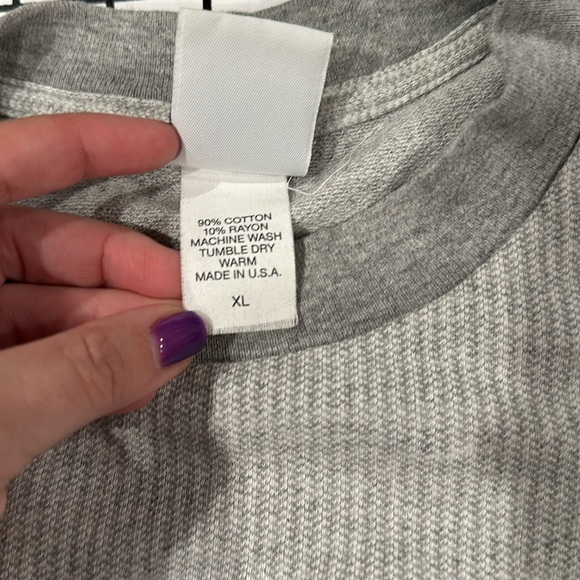 90% COTTON
10% RAYON
MACHINE WASH
TUMBLE DRY
WARM
MADE IN U.S.A.
XL